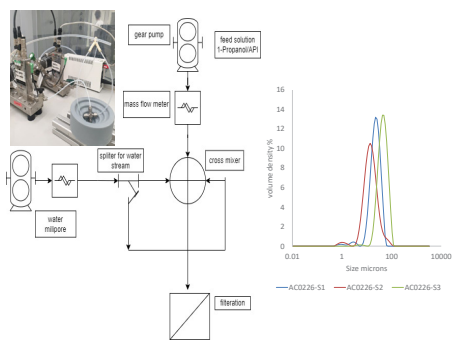 gear pump
feed solution
1-Propanol/API
mass flow meter
spliter for water
stream
cross mixer
water
milipore
filteration
16
14
12
10
8
6
4
2
0
volume density %
0.01
1
100
10000
Size microns
AC0226-S1
AC0226-S2
AC0226-S3